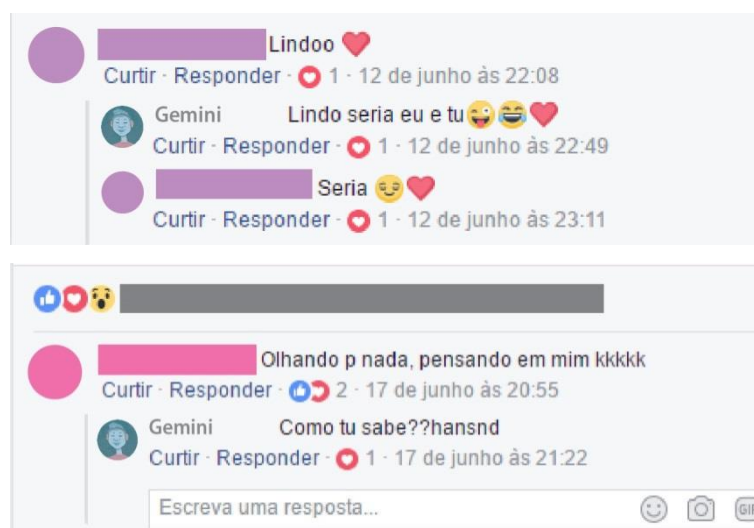 Lindoo ❤️
Curtir · Responder · 1 · 12 de junho às 22:08
Gemini Lindo seria eu e tu😜😂❤️
Curtir · Responder · 1 · 12 de junho às 22:49
Seria 😏❤️
Curtir · Responder · 1 · 12 de junho às 23:11
Olhando p nada, pensando em mim kkkkk
Curtir · Responder · 2 · 17 de junho às 20:55
Gemini Como tu sabe??hansnd
Curtir · Responder · 1 · 17 de junho às 21:22
Escreva uma resposta... GIF